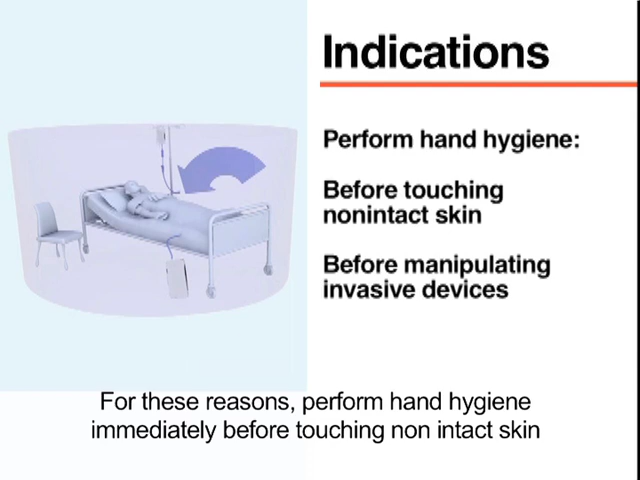 Indications
Perform hand hygiene:
Before touching
nonintact skin
Before manipulating
invasive devices
For these reasons, perform hand hygiene
immediately before touching non intact skin